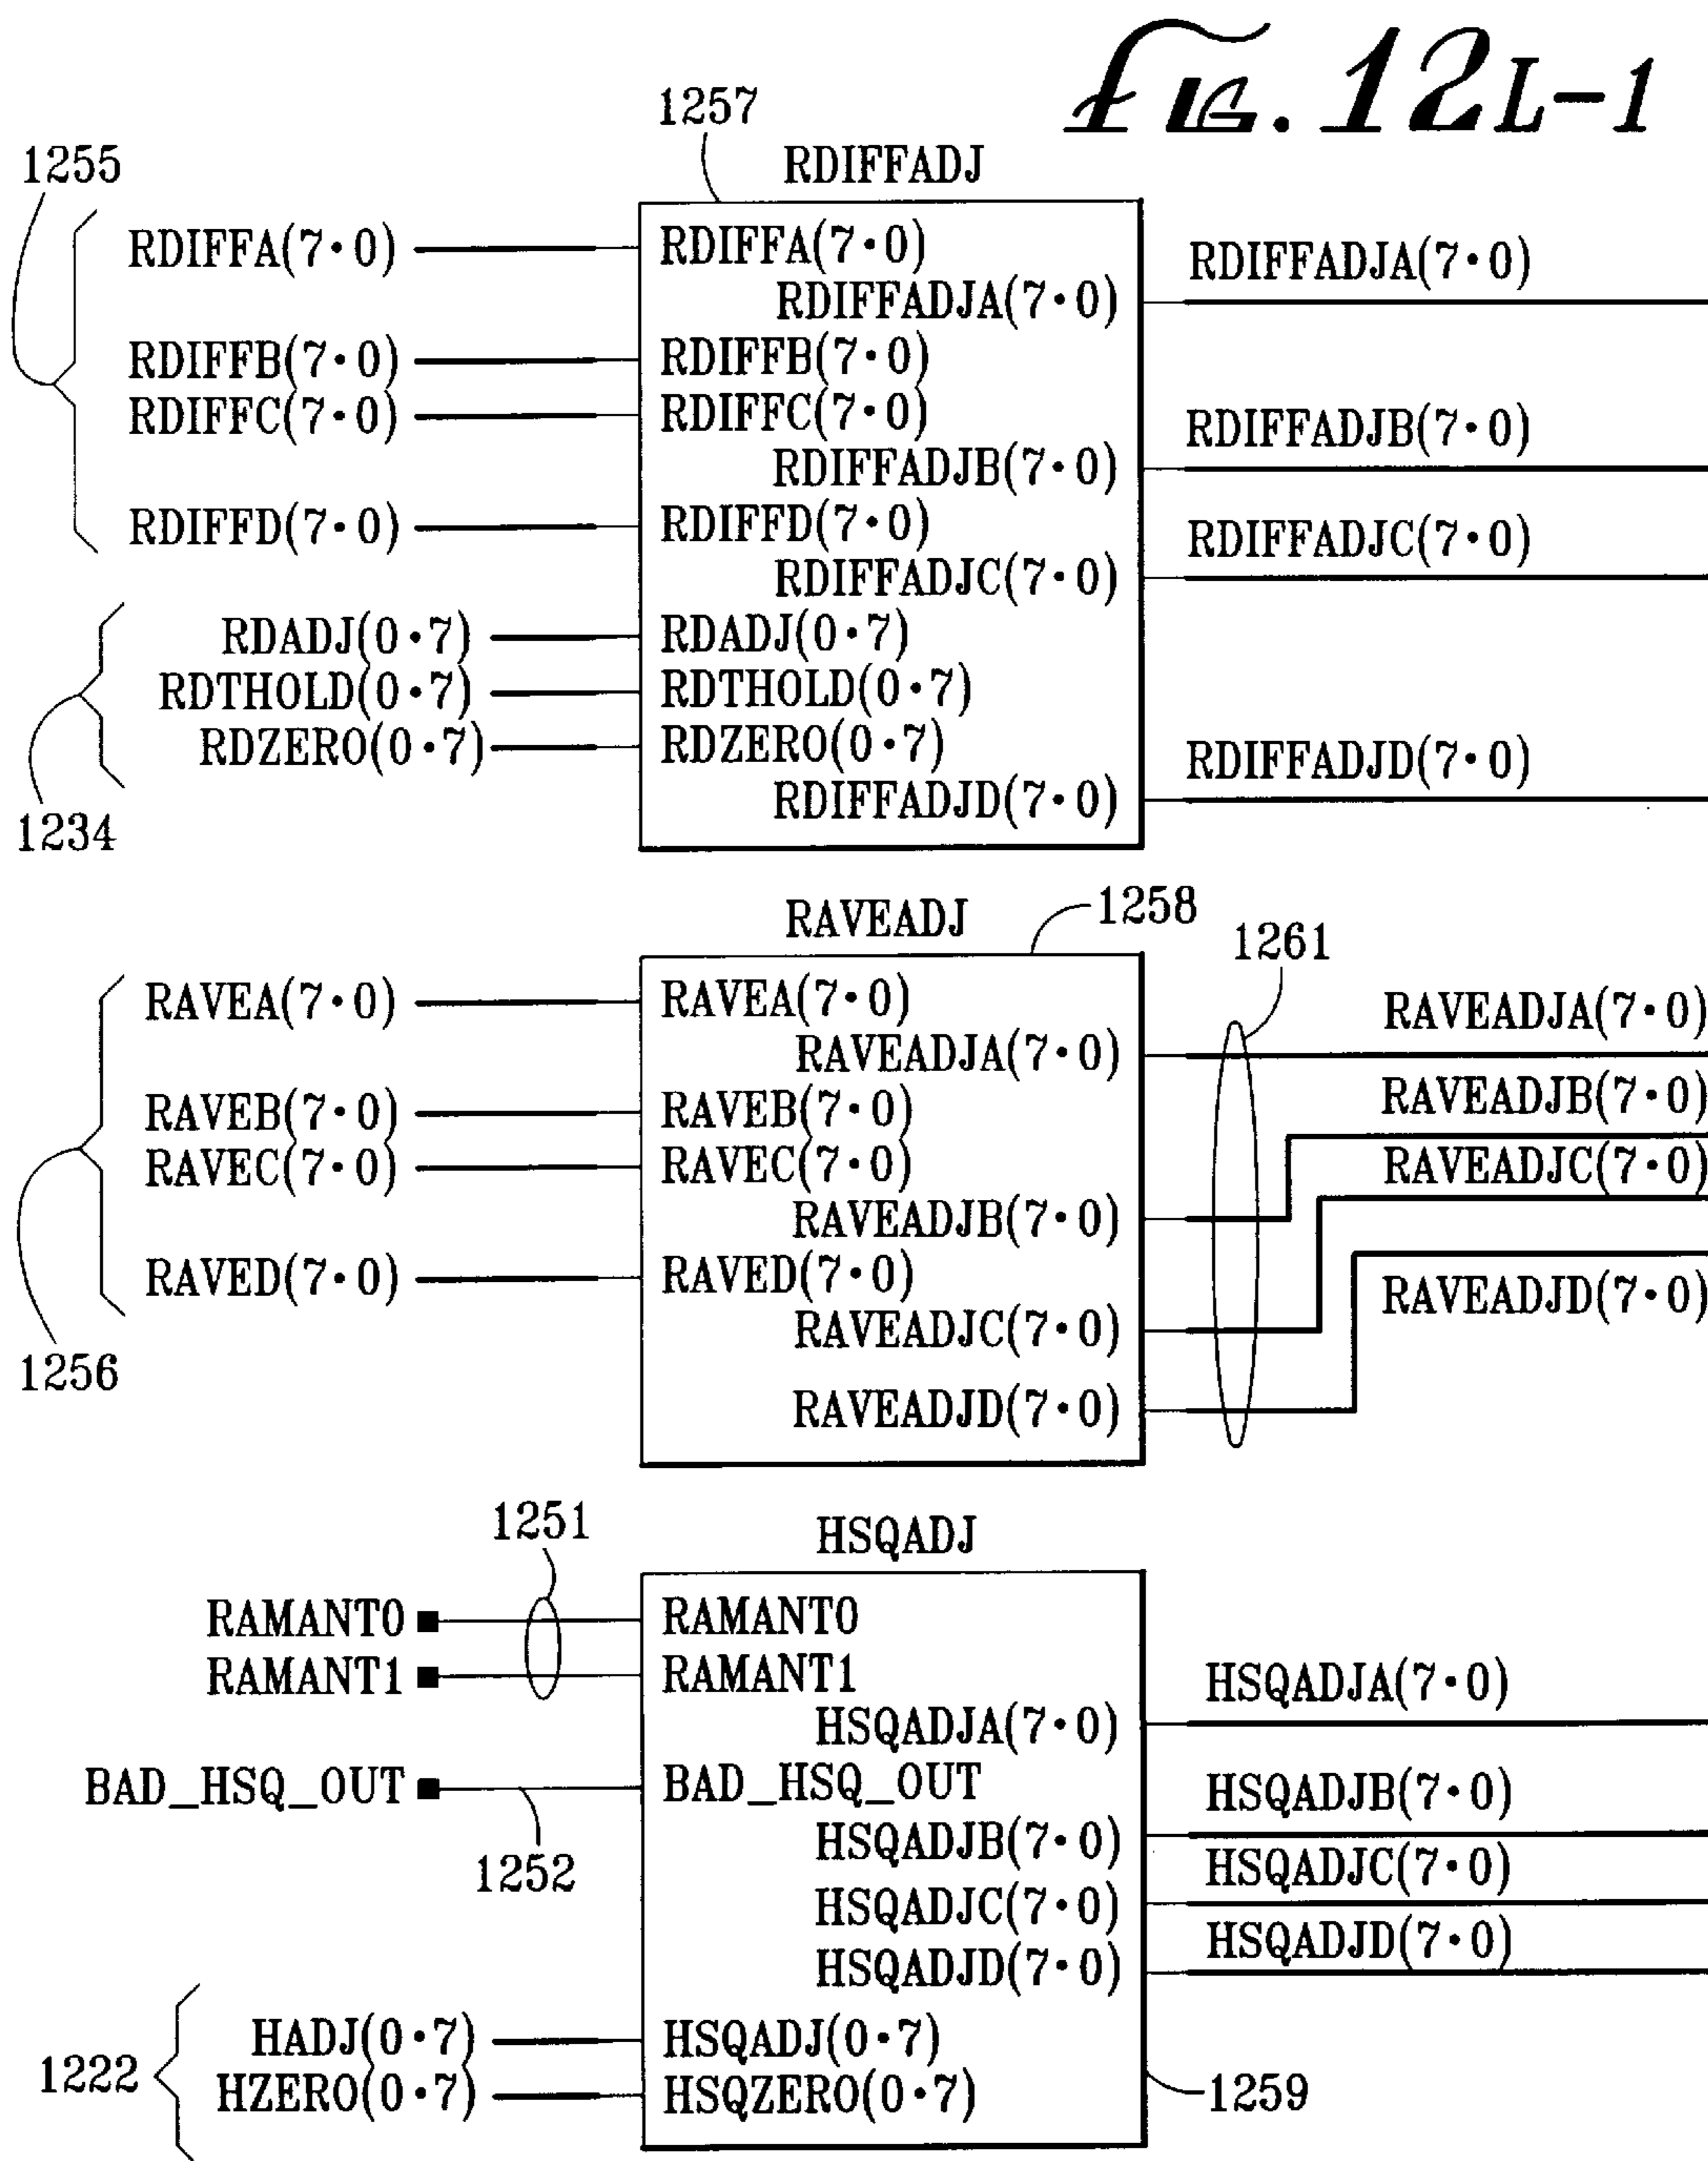 FIG. 12L-1
1257
RDIFFADJ
1255
RDIFFA(7·0)
RDIFFA(7·0)
RDIFFADJA(7·0)
RDIFFADJA(7·0)
RDIFFB(7·0)
RDIFFB(7·0)
RDIFFC(7·0)
RDIFFC(7·0)
RDIFFADJB(7·0)
RDIFFADJB(7·0)
RDIFFD(7·0)
RDIFFD(7·0)
RDIFFADJC(7·0)
RDIFFADJC(7·0)
RDADJ(0·7)
RDADJ(0·7)
RDTHOLD(0·7)
RDTHOLD(0·7)
RDZERO(0·7)
RDZERO(0·7)
RDIFFADJD(7·0)
RDIFFADJD(7·0)
1234
RAVEADJ
1258
1261
RAVEA(7·0)
RAVEA(7·0)
RAVEADJA(7·0)
RAVEADJA(7·0)
RAVEB(7·0)
RAVEB(7·0)
RAVEADJB(7·0)
RAVEC(7·0)
RAVEC(7·0)
RAVEADJC(7·0)
RAVEADJB(7·0)
RAVED(7·0)
RAVED(7·0)
RAVEADJD(7·0)
RAVEADJC(7·0)
1256
RAVEADJD(7·0)
1251
HSQADJ
RAMANT0
RAMANT0
RAMANT1
RAMANT1
HSQADJA(7·0)
HSQADJA(7·0)
BAD_HSQ_OUT
BAD_HSQ_OUT
HSQADJB(7·0)
HSQADJB(7·0)
1252
HSQADJC(7·0)
HSQADJC(7·0)
HSQADJD(7·0)
HSQADJD(7·0)
1222
HADJ(0·7)
HSQADJ(0·7)
HZERO(0·7)
HSQZERO(0·7)
1259